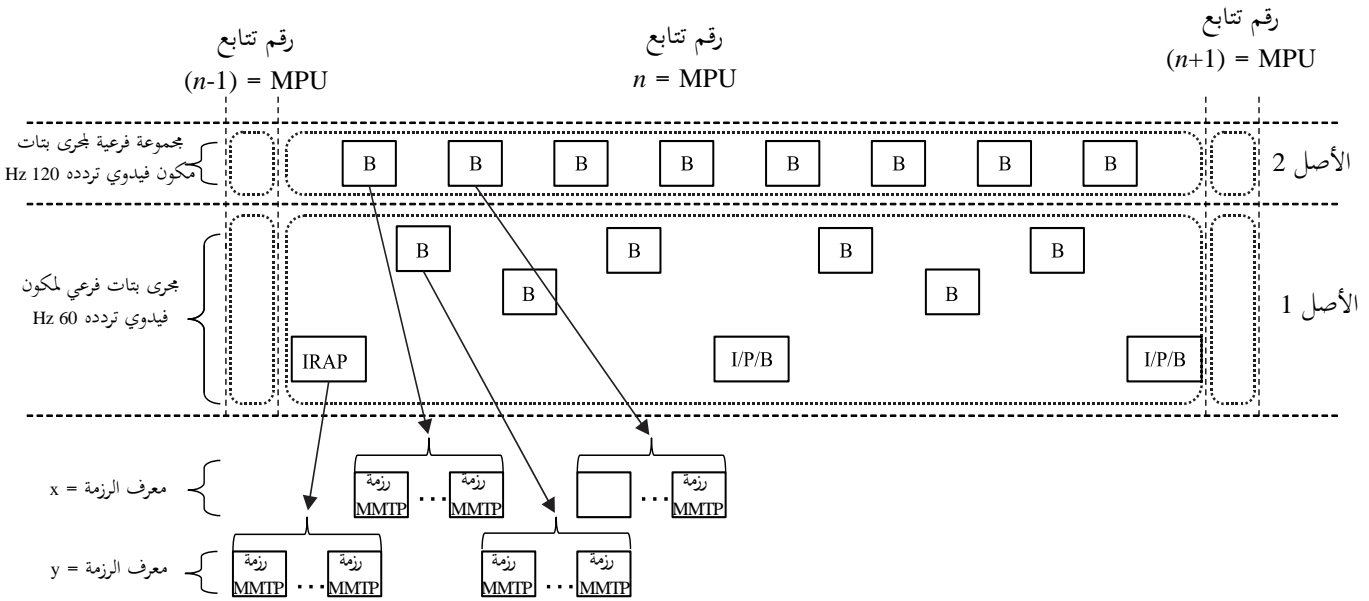 رقم تتابع
(n+1) = MPU
رقم تتابع
n = MPU
رقم تتابع
(n-1) = MPU
الأصل 2
B
B
B
B
B
B
B
B
مجموعة فرعية لمجرى بتات
مكون فيدوي تردده 120 Hz
الأصل 1
B
B
B
B
B
B
IRAP
I/P/B
I/P/B
مجرى بتات فرعي لمكون
فيدوي تردده 60 Hz
معرف الرزمة = x
رزمة
MMTP
...
رزمة
MMTP
...
رزمة
MMTP
معرف الرزمة = y
رزمة
MMTP
...
رزمة
MMTP
رزمة
MMTP
...
رزمة
MMTP